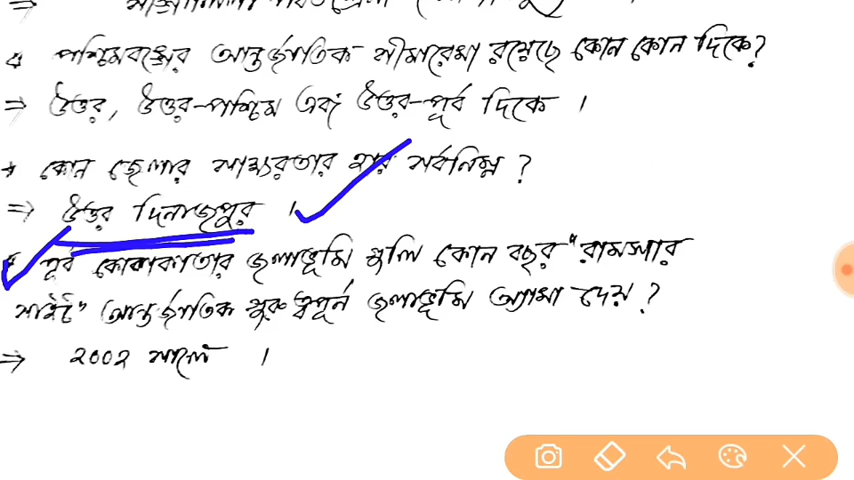 পশ্চিমবঙ্গের আন্তর্জাতিক সীমারেখা রয়েছে কোন কোন দিকে?
⇒ উত্তর, উত্তর-পশ্চিম এবং উত্তর-পূর্ব দিকে ।
কোন জেলার সাক্ষরতার হার সর্বনিম্ন ?
⇒ উত্তর দিনাজপুর ।
পূর্ব কোলকাতার জলাভূমি গুলি কোন বছর "রামসার
সাইট" আন্তর্জাতিক গুরুত্বপূর্ন জলাভূমি আখ্যা দেয় ?
⇒ ২০০২ সালে ।